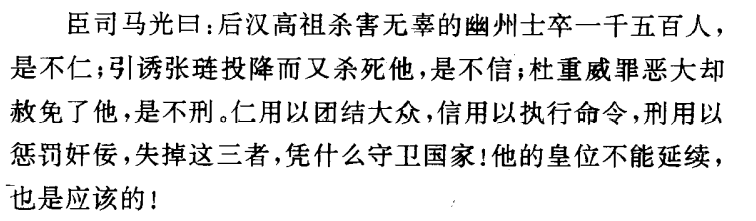 臣司马光曰:后汉高祖杀害无辜的幽州士卒一千五百人,
是不仁;引诱张琏投降而又杀死他,是不信;杜重威罪恶大却
赦免了他,是不刑。仁用以团结大众,信用以执行命令,刑用以
惩罚奸佞,失掉这三者,凭什么守卫国家!他的皇位不能延续,
也是应该的!